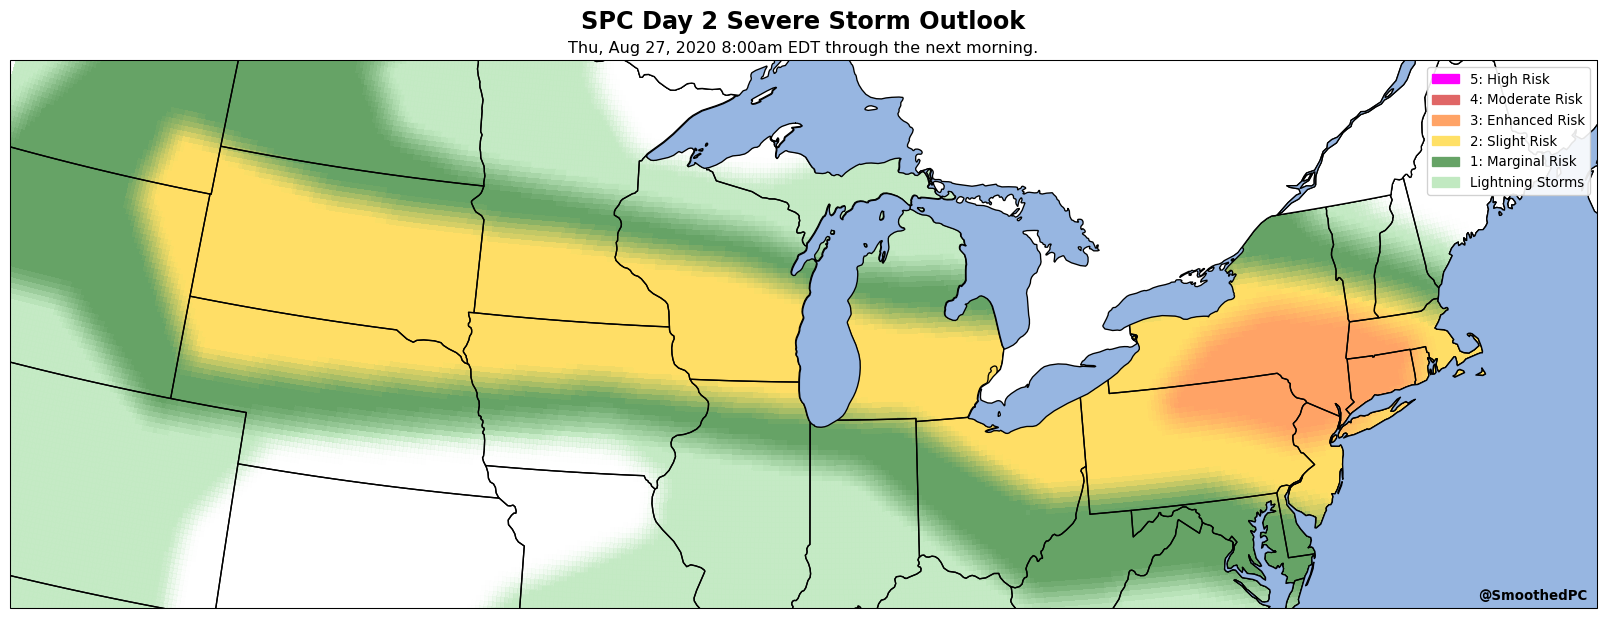 SPC Day 2 Severe Storm Outlook
Thu, Aug 27, 2020 8:00am EDT through the next morning.
5: High Risk
4: Moderate Risk
3: Enhanced Risk
2: Slight Risk
1: Marginal Risk
Lightning Storms
@SmoothedPC